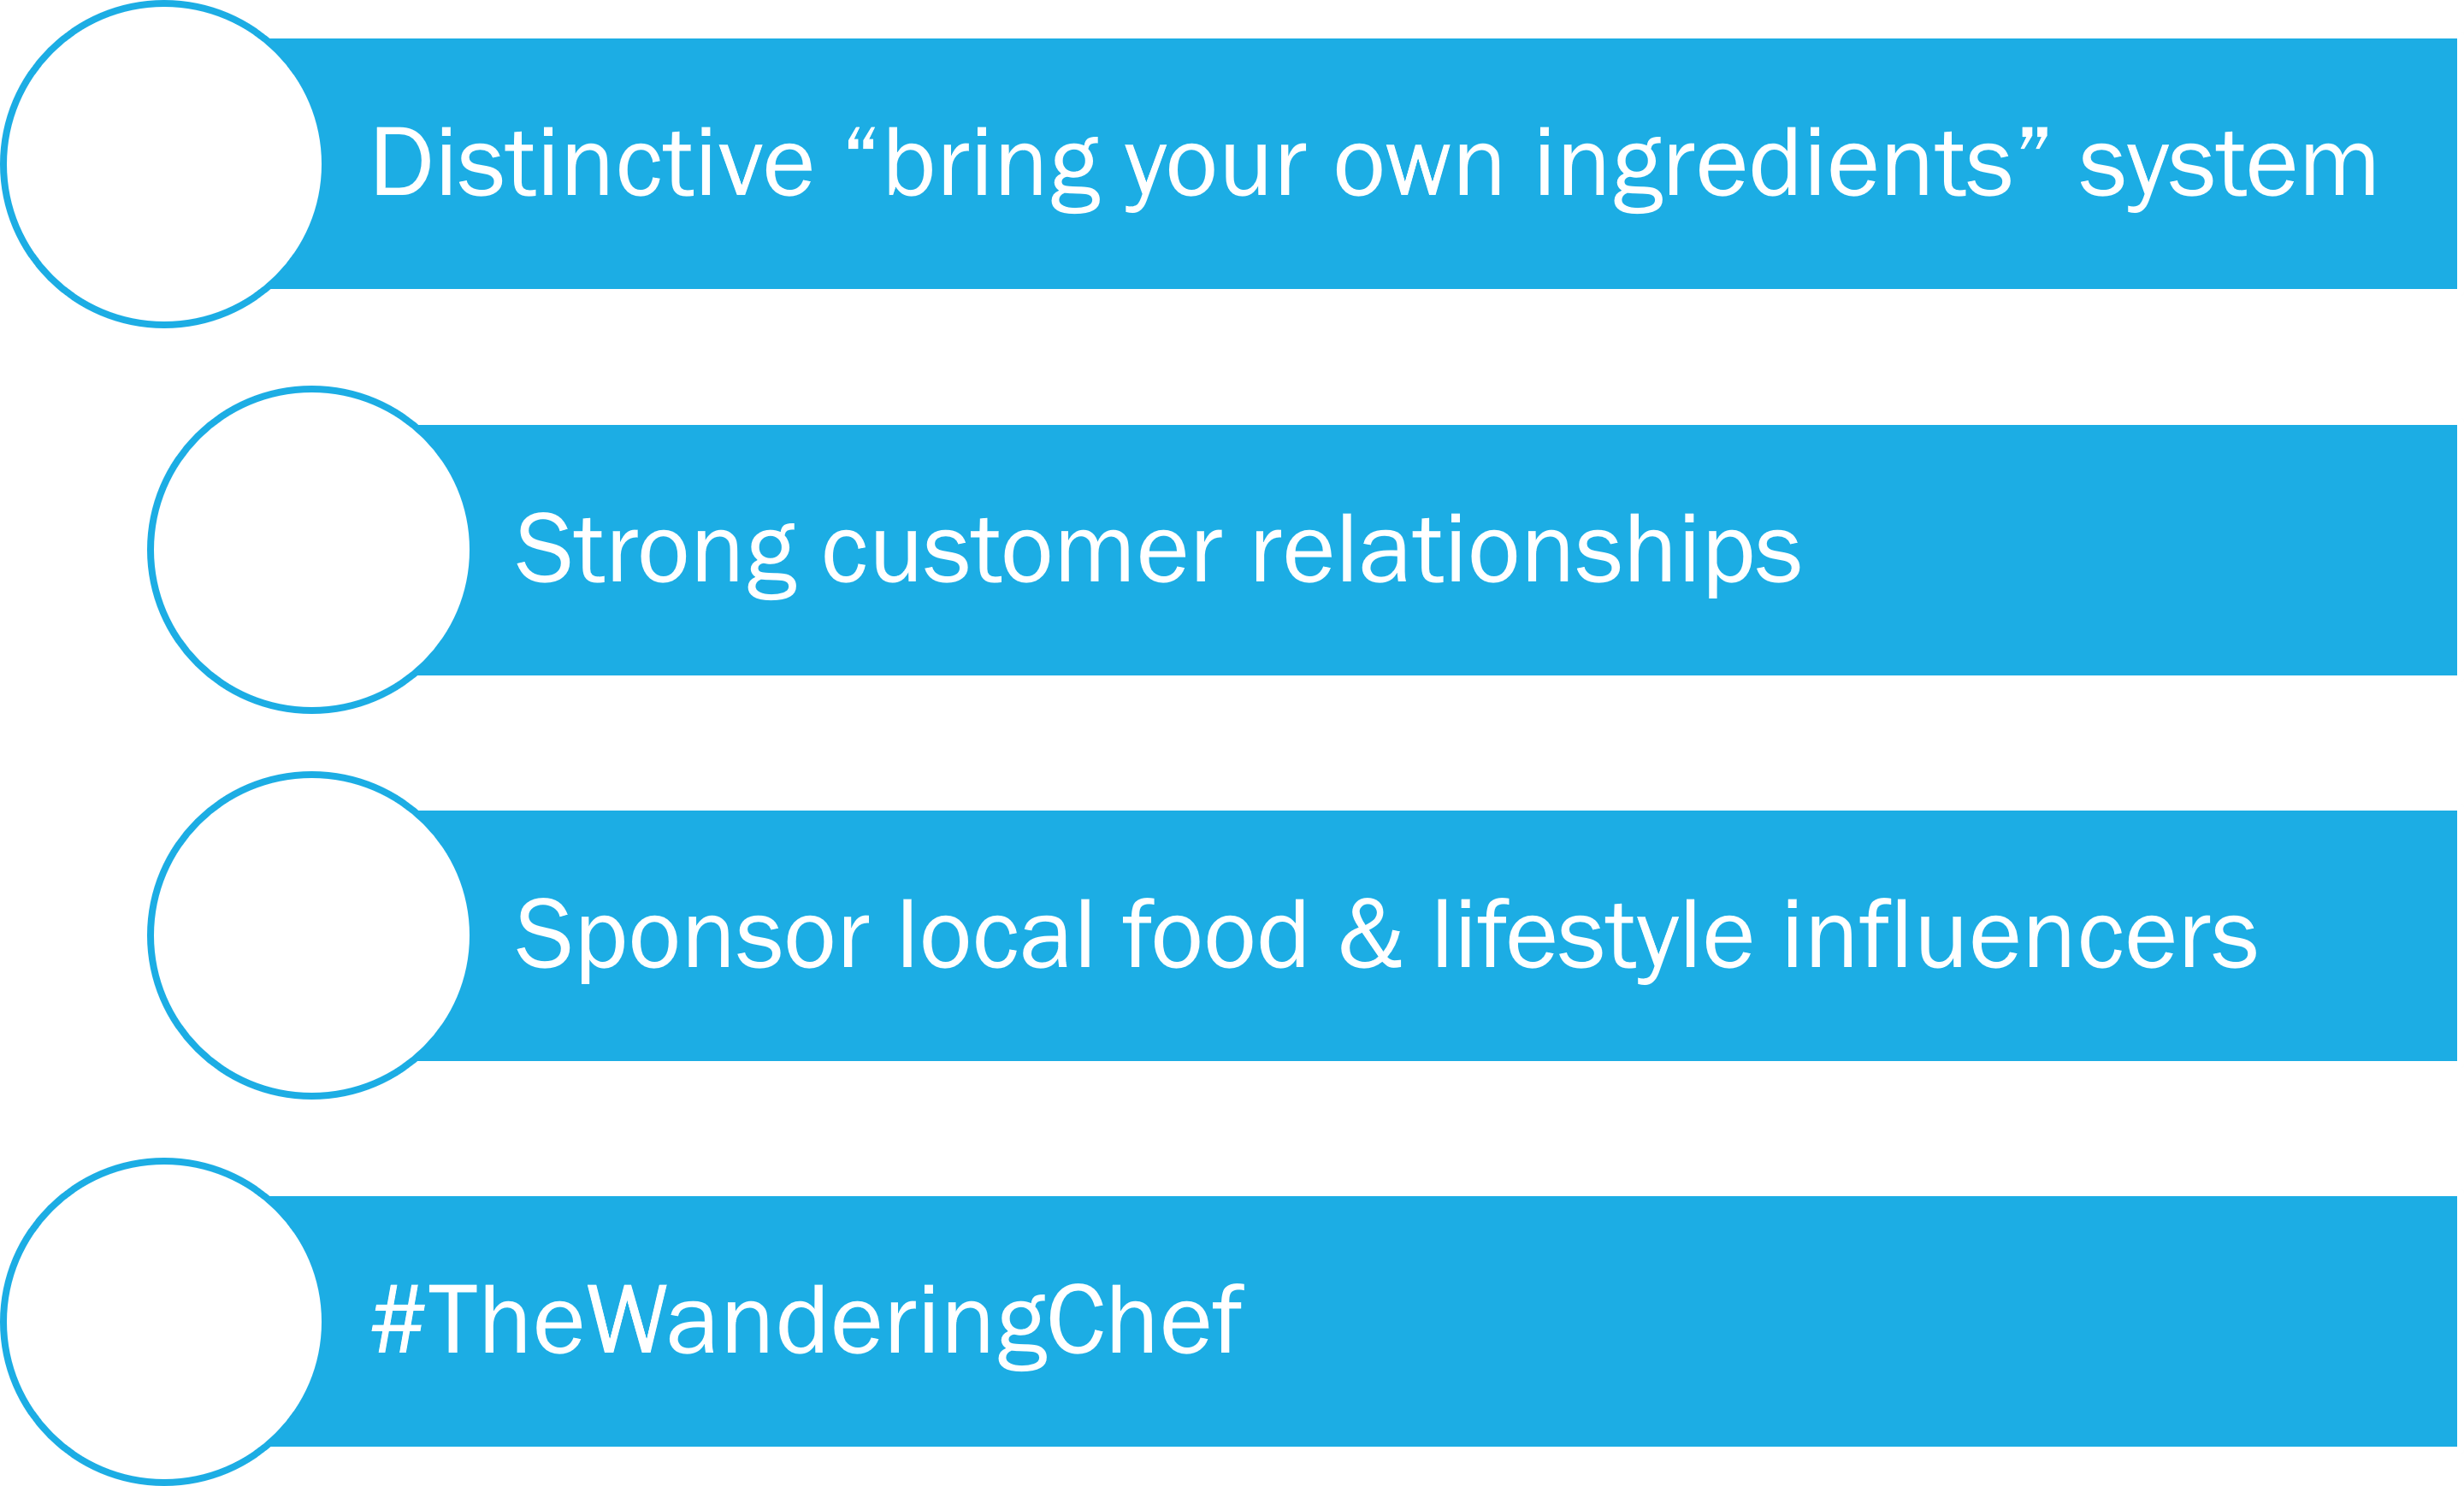 Distinctive “bring your own ingredients” system
Strong customer relationships
Sponsor local food & lifestyle influencers
#TheWanderingChef